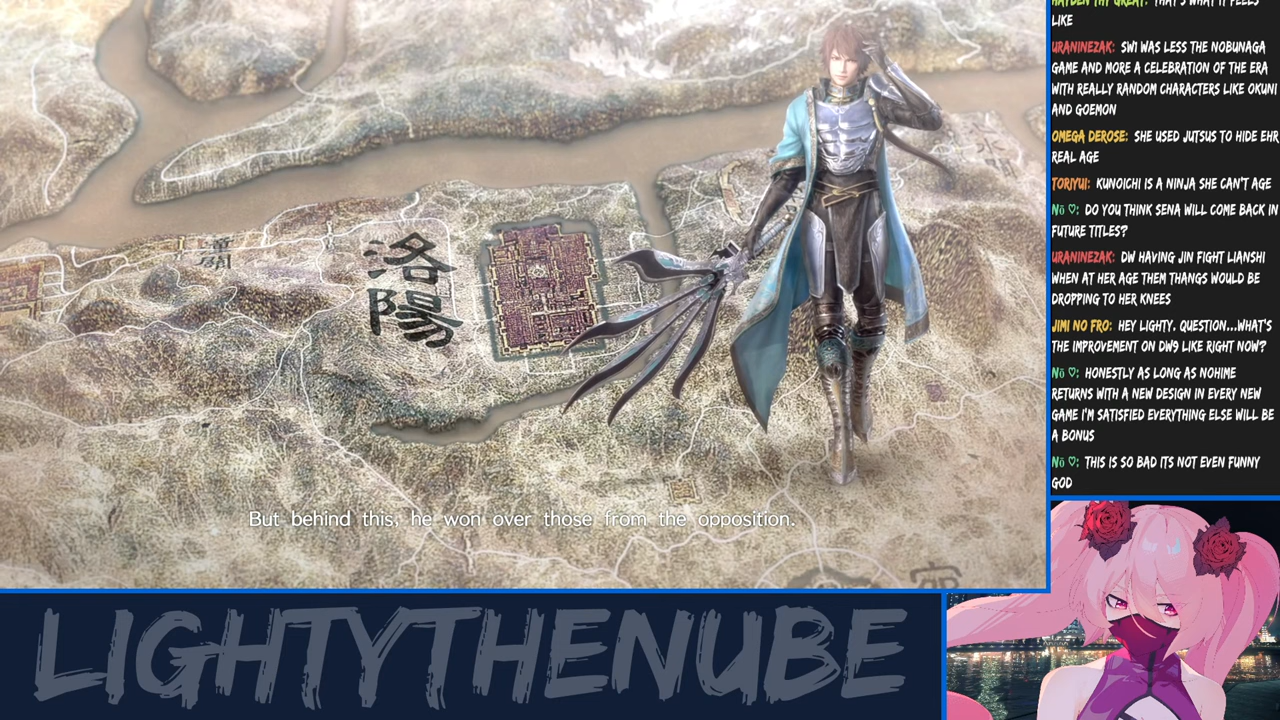 洛
陽
But behind this, he won over those from the opposition.
HAYDEN THY GREAT: THAT'S WHAT IT FEELS
LIKE
URANINEZAK: SW1 WAS LESS THE NOBUNAGA
GAME AND MORE A CELEBRATION OF THE ERA
WITH REALLY RANDOM CHARACTERS LIKE OKUNI
AND GOEMON
OMEGA DEROSE: SHE USED JUTSUS TO HIDE EHR
REAL AGE
TORIYUI: KUNOICHI IS A NINJA SHE CAN'T AGE
Nō ♡: DO YOU THINK SENA WILL COME BACK IN
FUTURE TITLES?
URANINEZAK: DW HAVING JIN FIGHT LIANSHI
WHEN AT HER AGE THEM THANGS WOULD BE
DROPPING TO HER KNEES
JIMI NO FRO: HEY LIGHTY. QUESTION...WHAT'S
THE IMPROVEMENT ON DW9 LIKE RIGHT NOW?
Nō ♡: HONESTLY AS LONG AS NOHIME
RETURNS WITH A NEW DESIGN IN EVERY NEW
GAME I'M SATISFIED EVERYTHING ELSE WILL BE
A BONUS
Nō ♡: THIS IS SO BAD ITS NOT EVEN FUNNY
GOD
LIGHTYTHENUBE